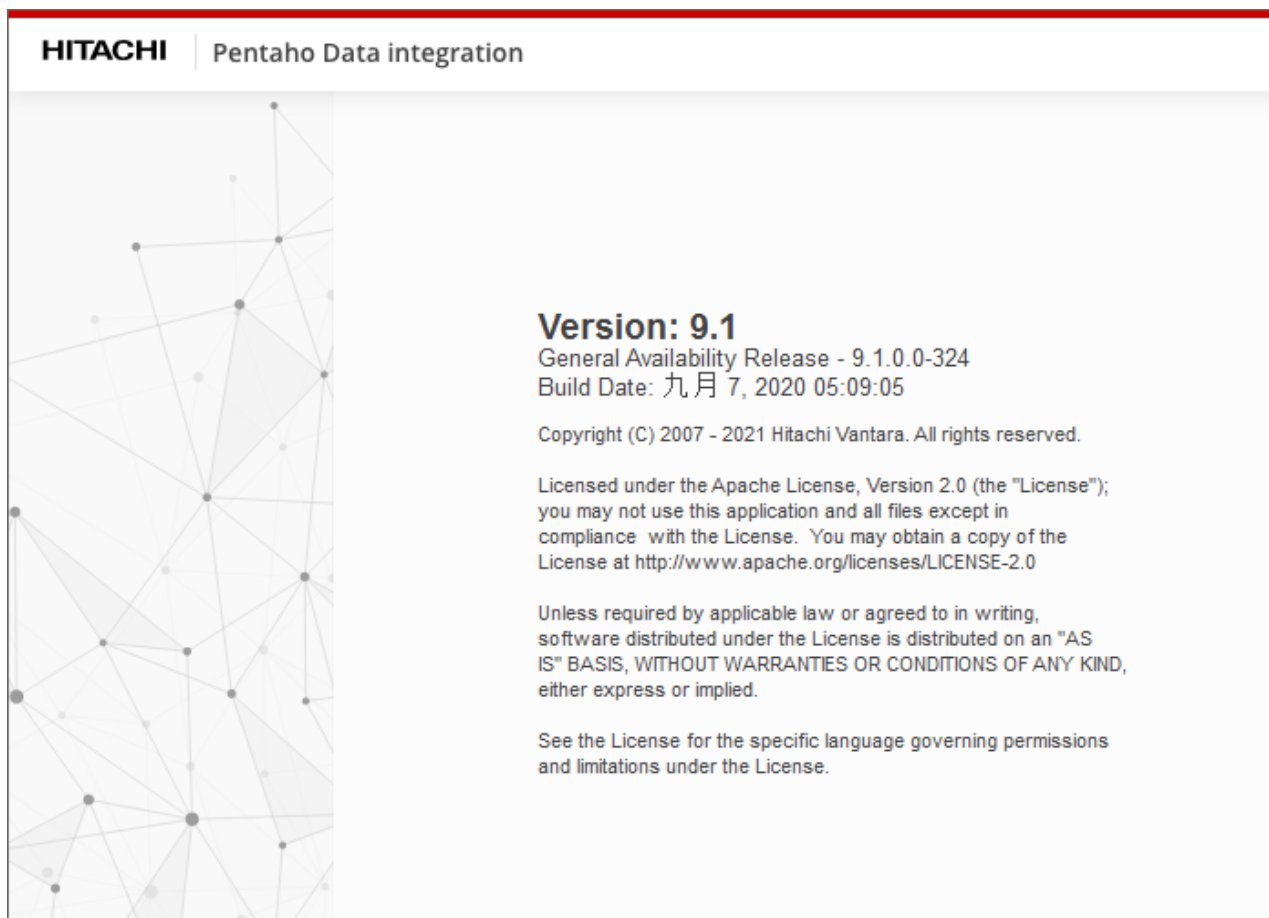 HITACHI
Pentaho Data integration
Version: 9.1
General Availability Release - 9.1.0.0-324
Build Date: 九月 7, 2020 05:09:05
Copyright (C) 2007 - 2021 Hitachi Vantara. All rights reserved.
Licensed under the Apache License, Version 2.0 (the "License");
you may not use this application and all files except in
compliance  with the License.  You may obtain a copy of the
License at http://www.apache.org/licenses/LICENSE-2.0
Unless required by applicable law or agreed to in writing,
software distributed under the License is distributed on an "AS
IS" BASIS, WITHOUT WARRANTIES OR CONDITIONS OF ANY KIND,
either express or implied.
See the License for the specific language governing permissions
and limitations under the License.